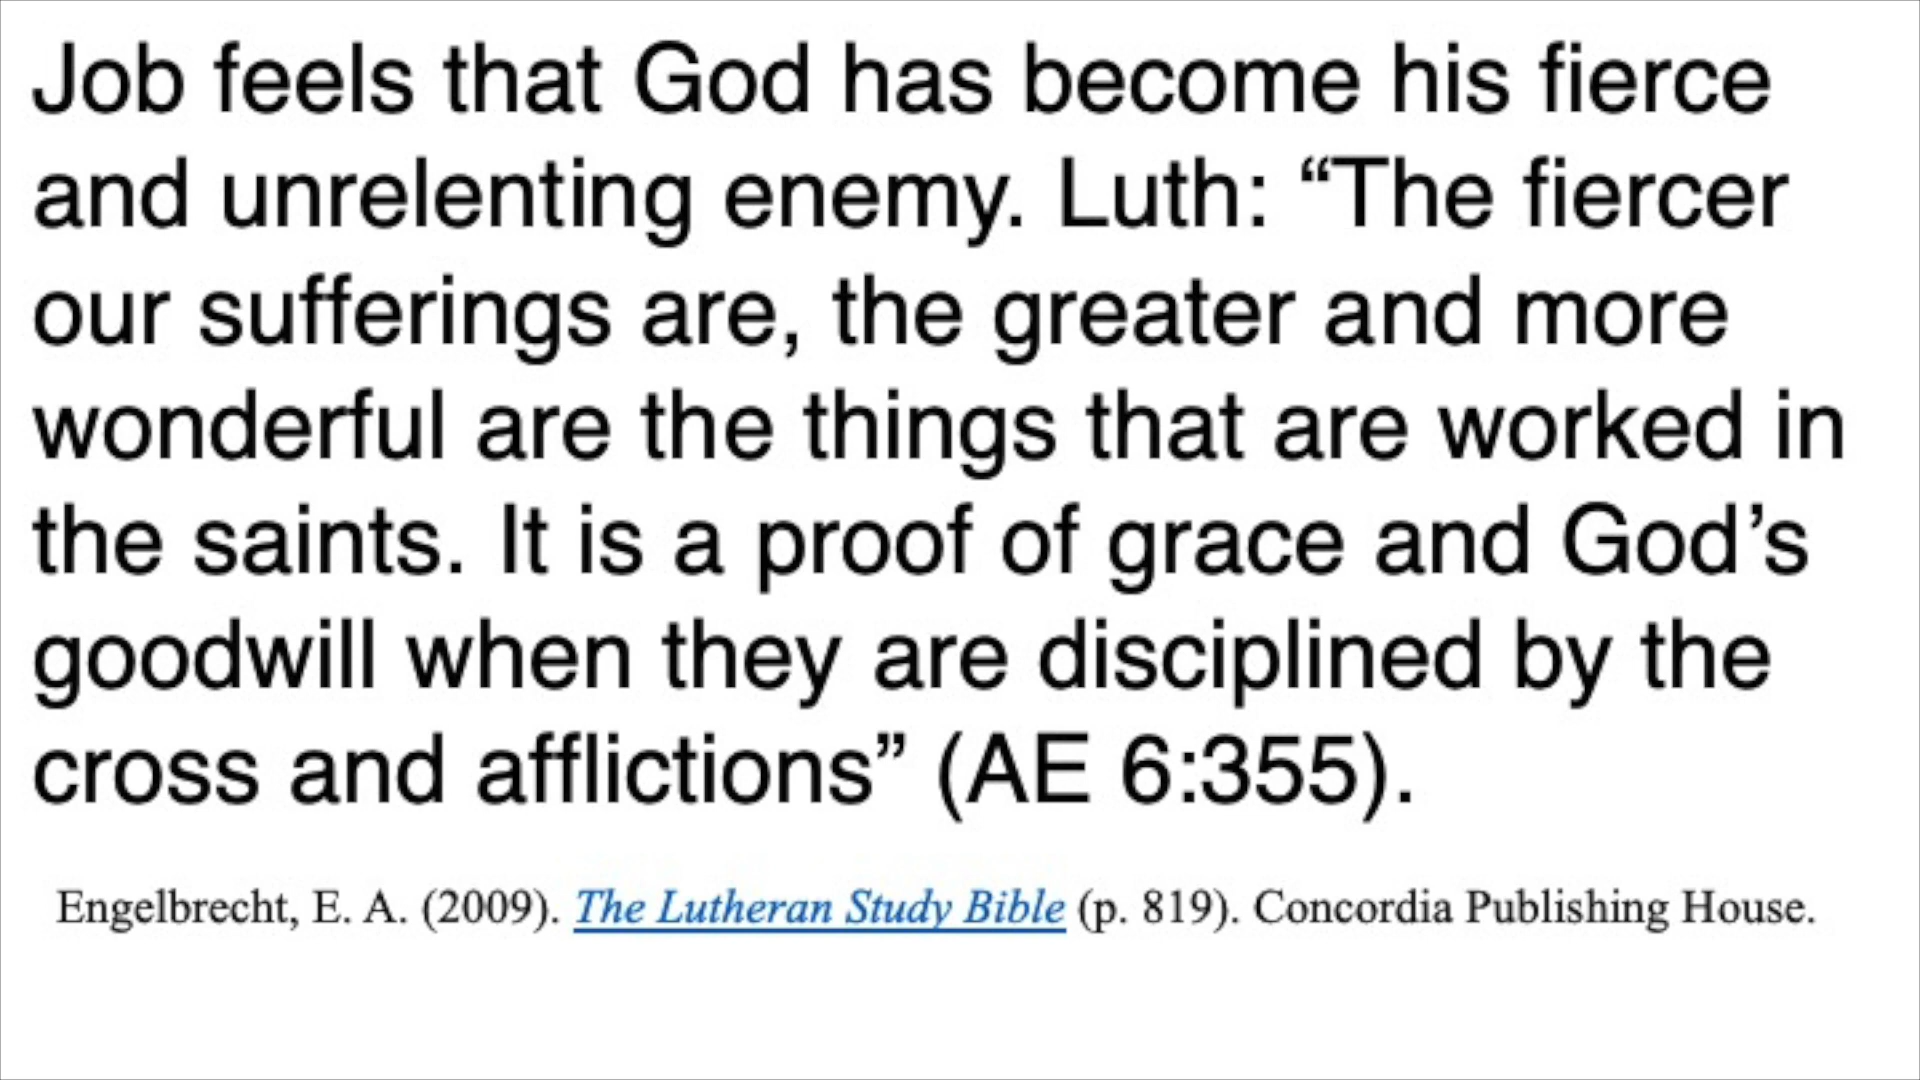 Job feels that God has become his fierce
and unrelenting enemy. Luth: “The fiercer
our sufferings are, the greater and more
wonderful are the things that are worked in
the saints. It is a proof of grace and God’s
goodwill when they are disciplined by the
cross and afflictions” (AE 6:355).
Engelbrecht, E. A. (2009). The Lutheran Study Bible (p. 819). Concordia Publishing House.